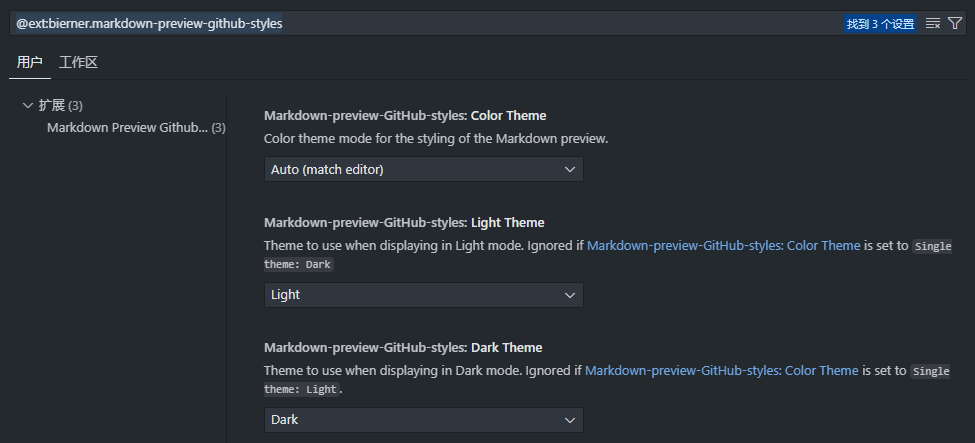 @ext:bierner.markdown-preview-github-styles
找到 3 个设置
用户
工作区
扩展 (3)
Markdown Preview Github... (3)
Markdown-preview-GitHub-styles: Color Theme
Color theme mode for the styling of the Markdown preview.
Auto (match editor)
Markdown-preview-GitHub-styles: Light Theme
Theme to use when displaying in Light mode. Ignored if Markdown-preview-GitHub-styles: Color Theme is set to Single
theme: Dark
Light
Markdown-preview-GitHub-styles: Dark Theme
Theme to use when displaying in Dark mode. Ignored if Markdown-preview-GitHub-styles: Color Theme is set to Single
theme: Light.
Dark